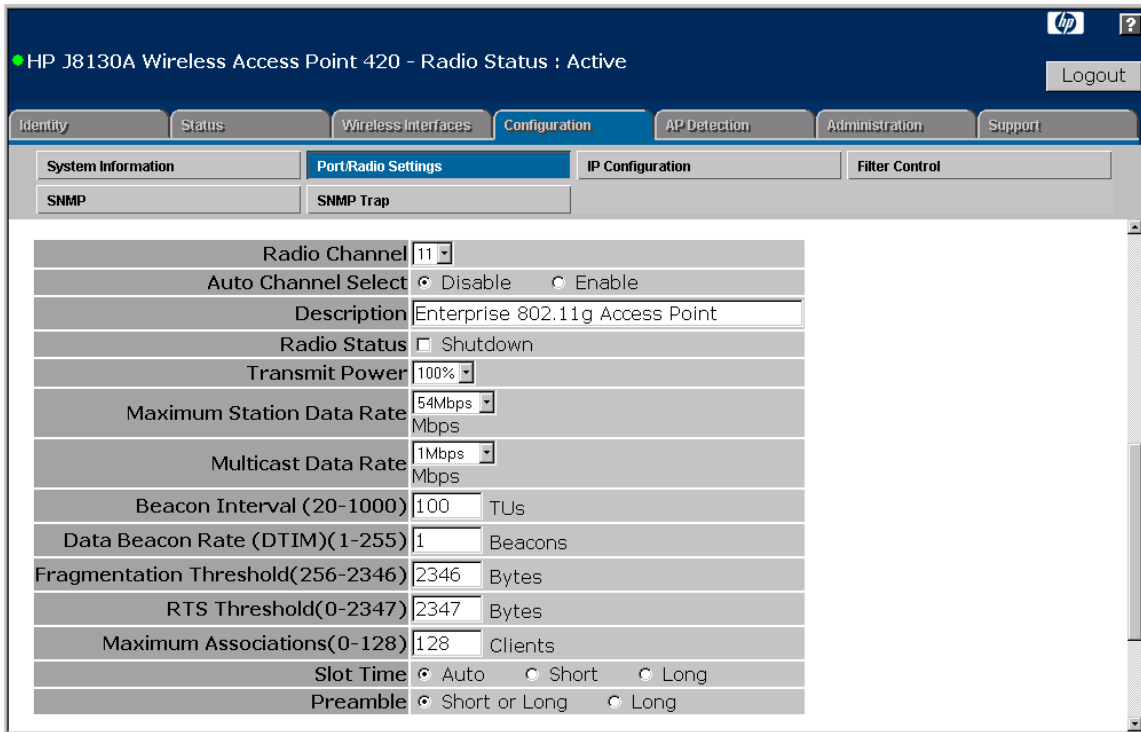 hp ?
HP J8130A Wireless Access Point 420 - Radio Status : Active
Logout
Identity Status Wireless Interfaces Configuration AP Detection Administration Support
System Information Port/Radio Settings IP Configuration Filter Control
SNMP SNMP Trap
Radio Channel 11
Auto Channel Select Disable Enable
Description Enterprise 802.11g Access Point
Radio Status Shutdown
Transmit Power 100%
Maximum Station Data Rate 54Mbps
Mbps
Multicast Data Rate 1Mbps
Mbps
Beacon Interval (20-1000) 100 TUs
Data Beacon Rate (DTIM)(1-255) 1 Beacons
Fragmentation Threshold(256-2346) 2346 Bytes
RTS Threshold(0-2347) 2347 Bytes
Maximum Associations(0-128) 128 Clients
Slot Time Auto Short Long
Preamble Short or Long Long